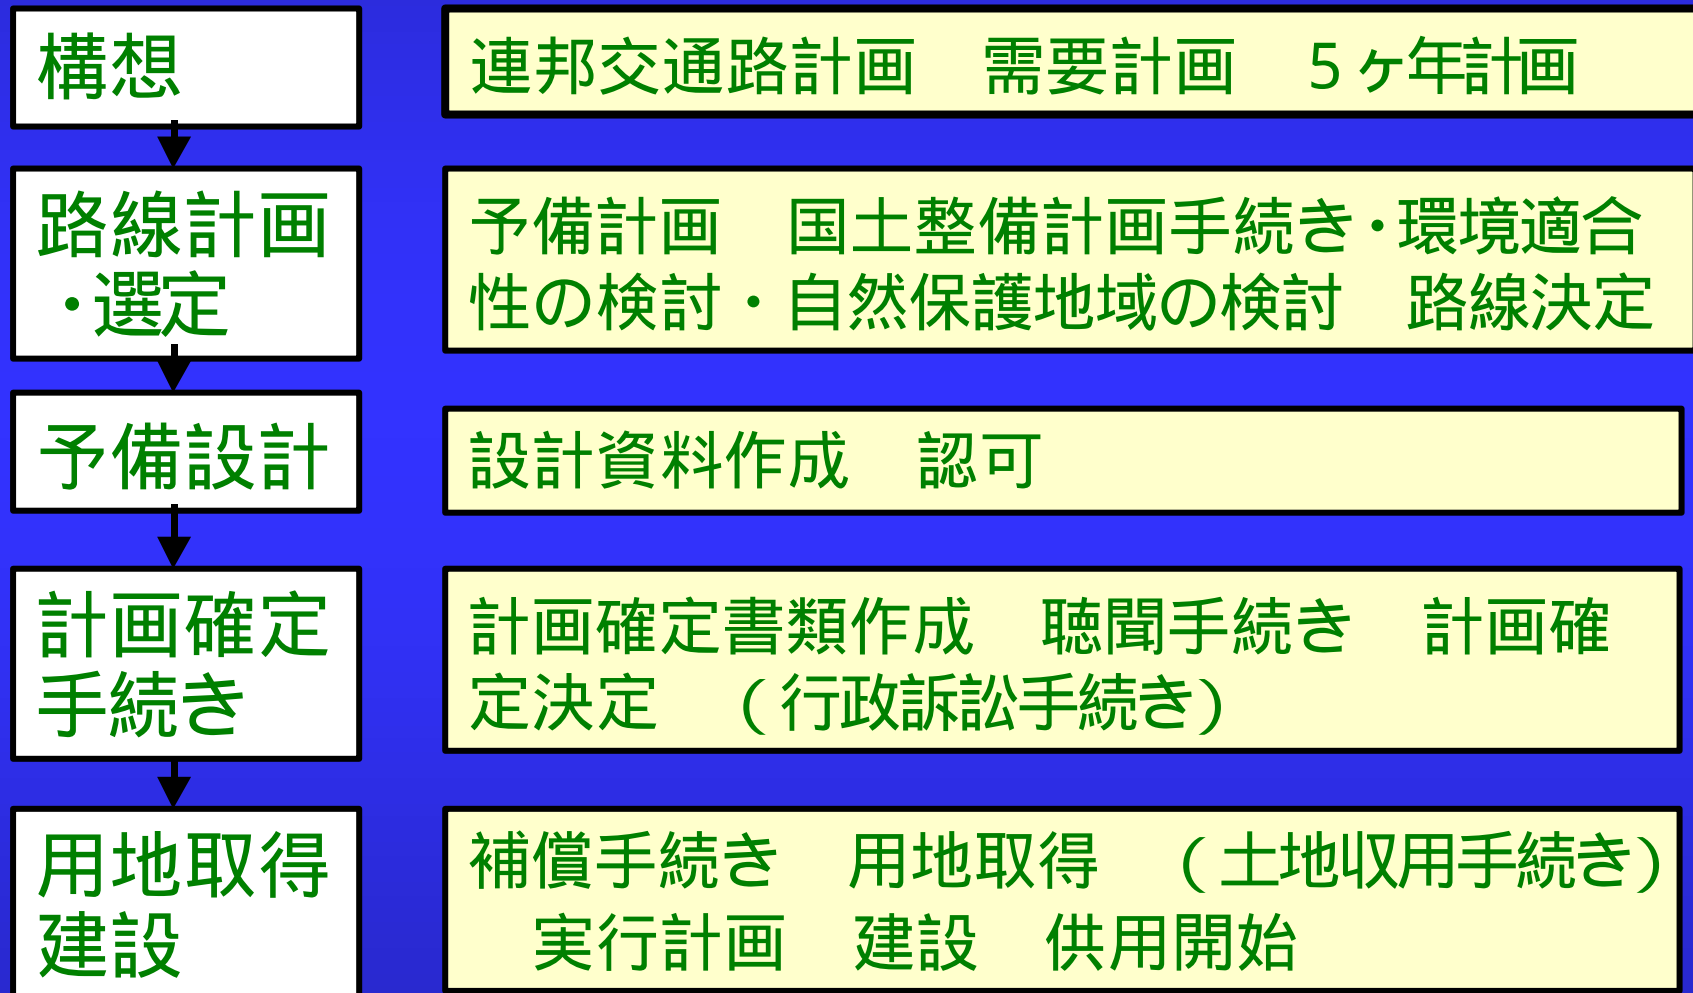 構想
連邦交通路計画　需要計画　5ヶ年計画
路線計画
・選定
予備計画　国土整備計画手続き・環境適合
性の検討・自然保護地域の検討　路線決定
予備設計
設計資料作成　認可
計画確定
手続き
計画確定書類作成　聴聞手続き　計画確
定決定　(行政訴訟手続き)
用地取得
建設
補償手続き　用地取得　(土地収用手続き)
実行計画　建設　供用開始